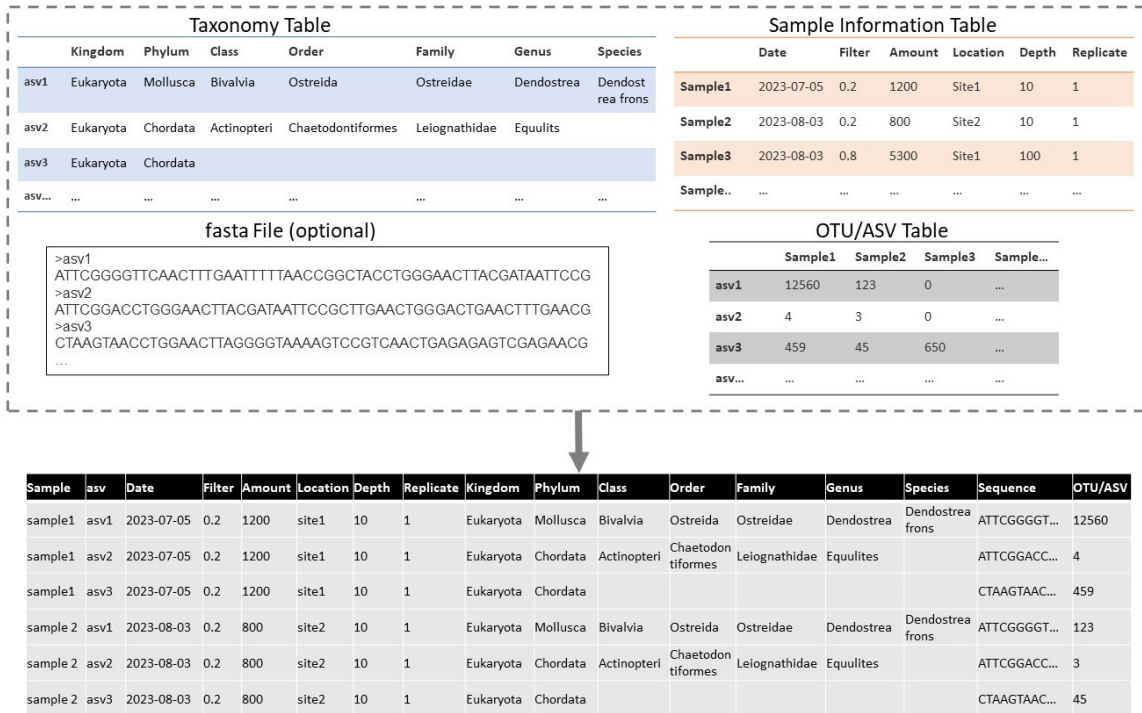 Taxonomy Table
Kingdom Phylum Class Order Family Genus Species
asv1 Eukaryota Mollusca Bivalvia Ostreida Ostreidae Dendostrea Dendost
rea frons
asv2 Eukaryota Chordata Actinopteri Chaetodontiformes Leiognathidae Equulits
asv3 Eukaryota Chordata
asv... ... ... ... ... ... ... ...
Sample Information Table
Date Filter Amount Location Depth Replicate
Sample1 2023-07-05 0.2 1200 Site1 10 1
Sample2 2023-08-03 0.2 800 Site2 10 1
Sample3 2023-08-03 0.8 5300 Site1 100 1
Sample.. ... ... ... ... ... ...
fasta File (optional)
>asv1
ATTCGGGGTTCAACTTTGAATTTTTAACCGGCTACCTGGGAACTTACGATAATTCCG
>asv2
ATTCGGACCTGGGAACTTACGATAATTCCGCTTGAACTGGGACTGAACTTTGAACG
>asv3
CTAAGTAACCTGGAACTTAGGGGTAAAAGTCCGTCAACTGAGAGAGTCGAGAACG
...
OTU/ASV Table
Sample1 Sample2 Sample3 Sample...
asv1 12560 123 0 ...
asv2 4 3 0 ...
asv3 459 45 650 ...
asv... ... ... ... ...
Sample asv Date Filter Amount Location Depth Replicate Kingdom Phylum Class Order Family Genus Species Sequence OTU/ASV
sample1 asv1 2023-07-05 0.2 1200 site1 10 1 Eukaryota Mollusca Bivalvia Ostreida Ostreidae Dendostrea Dendostrea
frons ATTCGGGGT... 12560
sample1 asv2 2023-07-05 0.2 1200 site1 10 1 Eukaryota Chordata Actinopteri Chaetodon
tiformes Leiognathidae Equulites ATTCGGACC... 4
sample1 asv3 2023-07-05 0.2 1200 site1 10 1 Eukaryota Chordata CTAAGTAAC... 459
sample 2 asv1 2023-08-03 0.2 800 site2 10 1 Eukaryota Mollusca Bivalvia Ostreida Ostreidae Dendostrea Dendostrea
frons ATTCGGGGT... 123
sample 2 asv2 2023-08-03 0.2 800 site2 10 1 Eukaryota Chordata Actinopteri Chaetodon
tiformes Leiognathidae Equulites ATTCGGACC... 3
sample 2 asv3 2023-08-03 0.2 800 site2 10 1 Eukaryota Chordata CTAAGTAAC... 45